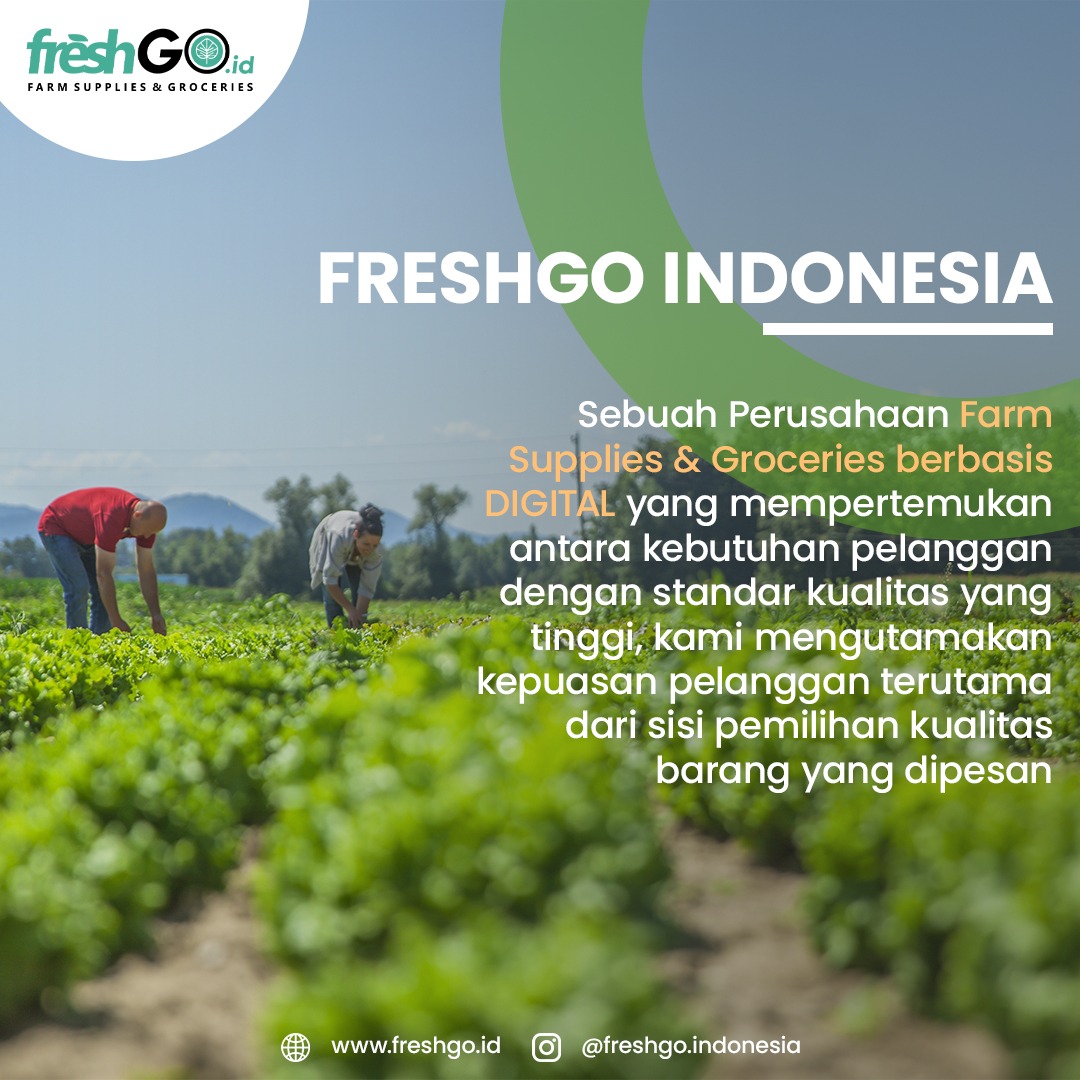 frèshGO.id
FARM SUPPLIES & GROCERIES
FRESHGO INDONESIA
Sebuah Perusahaan Farm
Supplies & Groceries berbasis
DIGITAL yang mempertemukan
antara kebutuhan pelanggan
dengan standar kualitas yang
tinggi, kami mengutamakan
kepuasan pelanggan terutama
dari sisi pemilihan kualitas
barang yang dipesan
www.freshgo.id @freshgo.indonesia